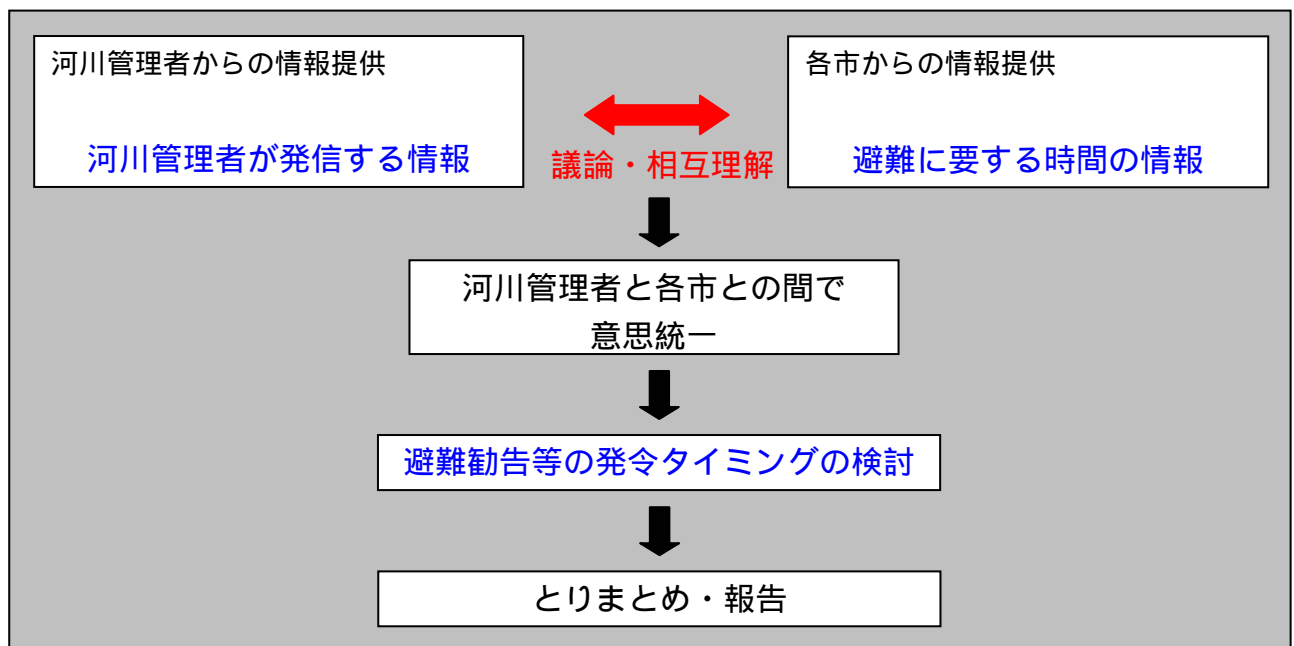 河川管理者からの情報提供
河川管理者が発信する情報
議論・相互理解
各市からの情報提供
避難に要する時間の情報
河川管理者と各市との間で
意思統一
避難勧告等の発令タイミングの検討
とりまとめ・報告